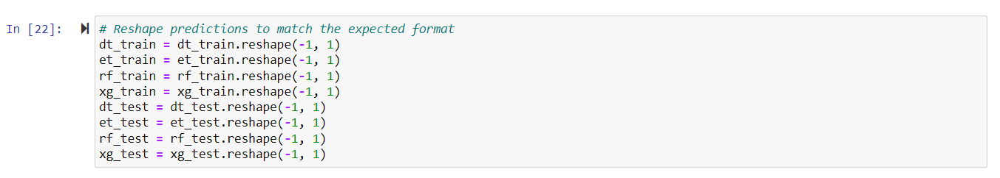 In [22]:
# Reshape predictions to match the expected format
dt_train = dt_train.reshape(-1, 1)
et_train = et_train.reshape(-1, 1)
rf_train = rf_train.reshape(-1, 1)
xg_train = xg_train.reshape(-1, 1)
dt_test = dt_test.reshape(-1, 1)
et_test = et_test.reshape(-1, 1)
rf_test = rf_test.reshape(-1, 1)
xg_test = xg_test.reshape(-1, 1)